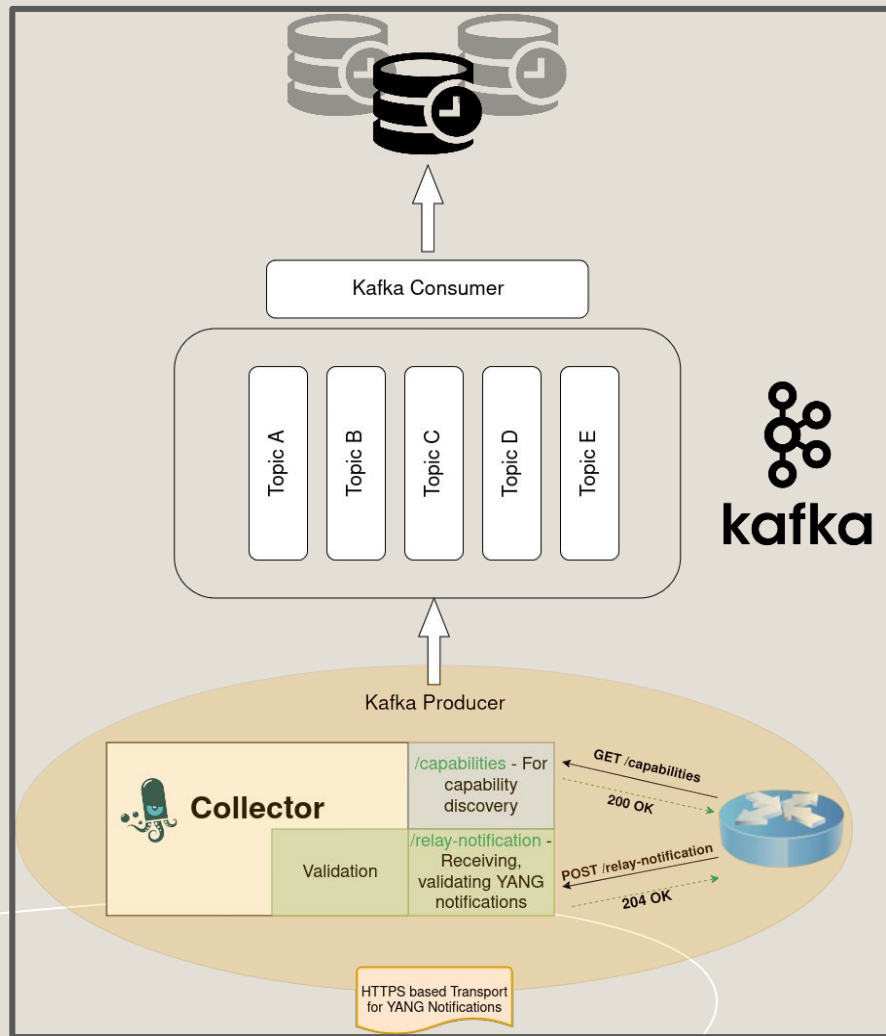 Kafka Consumer
Topic A
Topic B
Topic C
Topic D
Topic E
kafka
Kafka Producer
Collector
/capabilities - For
capability
discovery
GET /capabilities
200 OK
Validation
/relay-notification -
Receiving,
validating YANG
notifications
POST /relay-notification
204 OK
HTTPS based Transport
for YANG Notifications